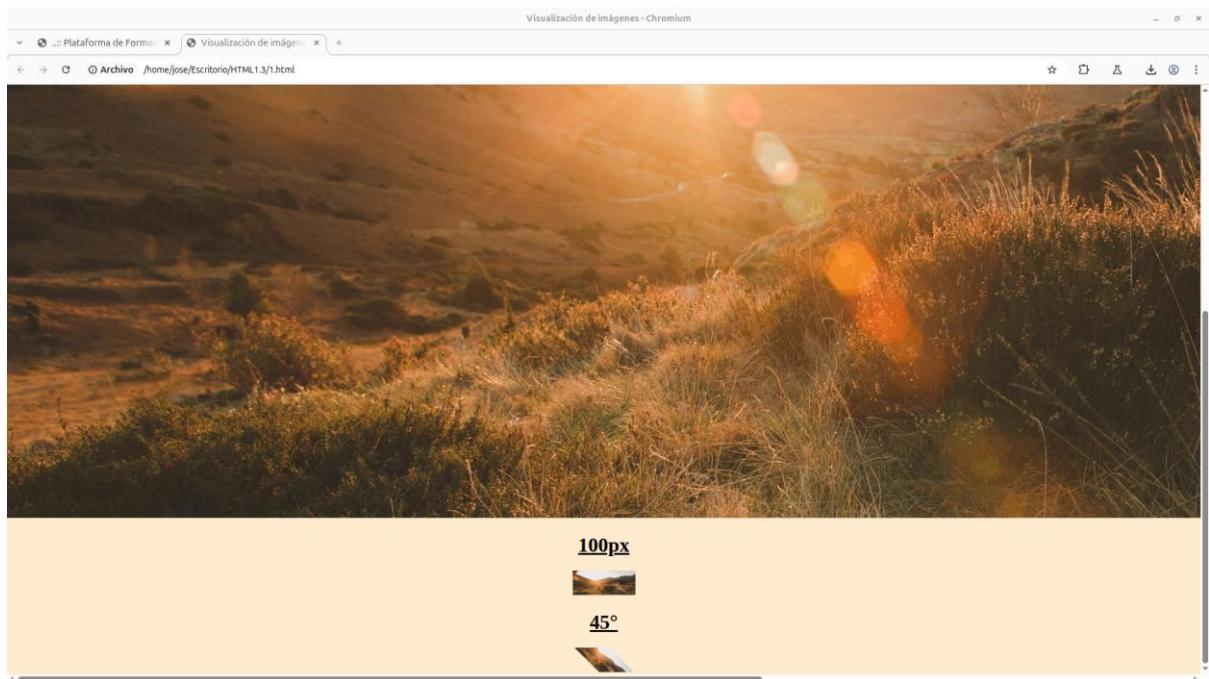 Visualización de imágenes - Chromium
..:: Plataforma de Forma
Visualización de imágen
Archivo /home/jose/Escritorio/HTML1.3/1.html
100px
45°